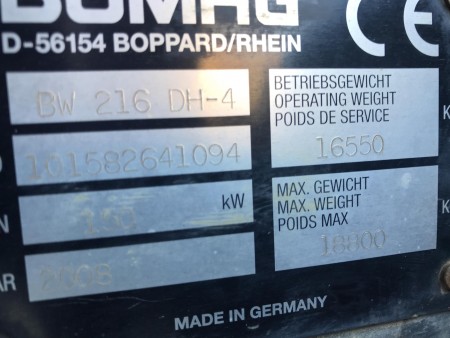 BOMAG
D-56154 BOPPARD/RHEIN
BW 216 DH-4
BETRIEBSGEWICHT
OPERATING WEIGHT
POIDS DE SERVICE
16550
K
101582641094
N
kW
MAX. GEWICHT
MAX. WEIGHT
POIDS MAX
18800
K
AR
MADE IN GERMANY
CE